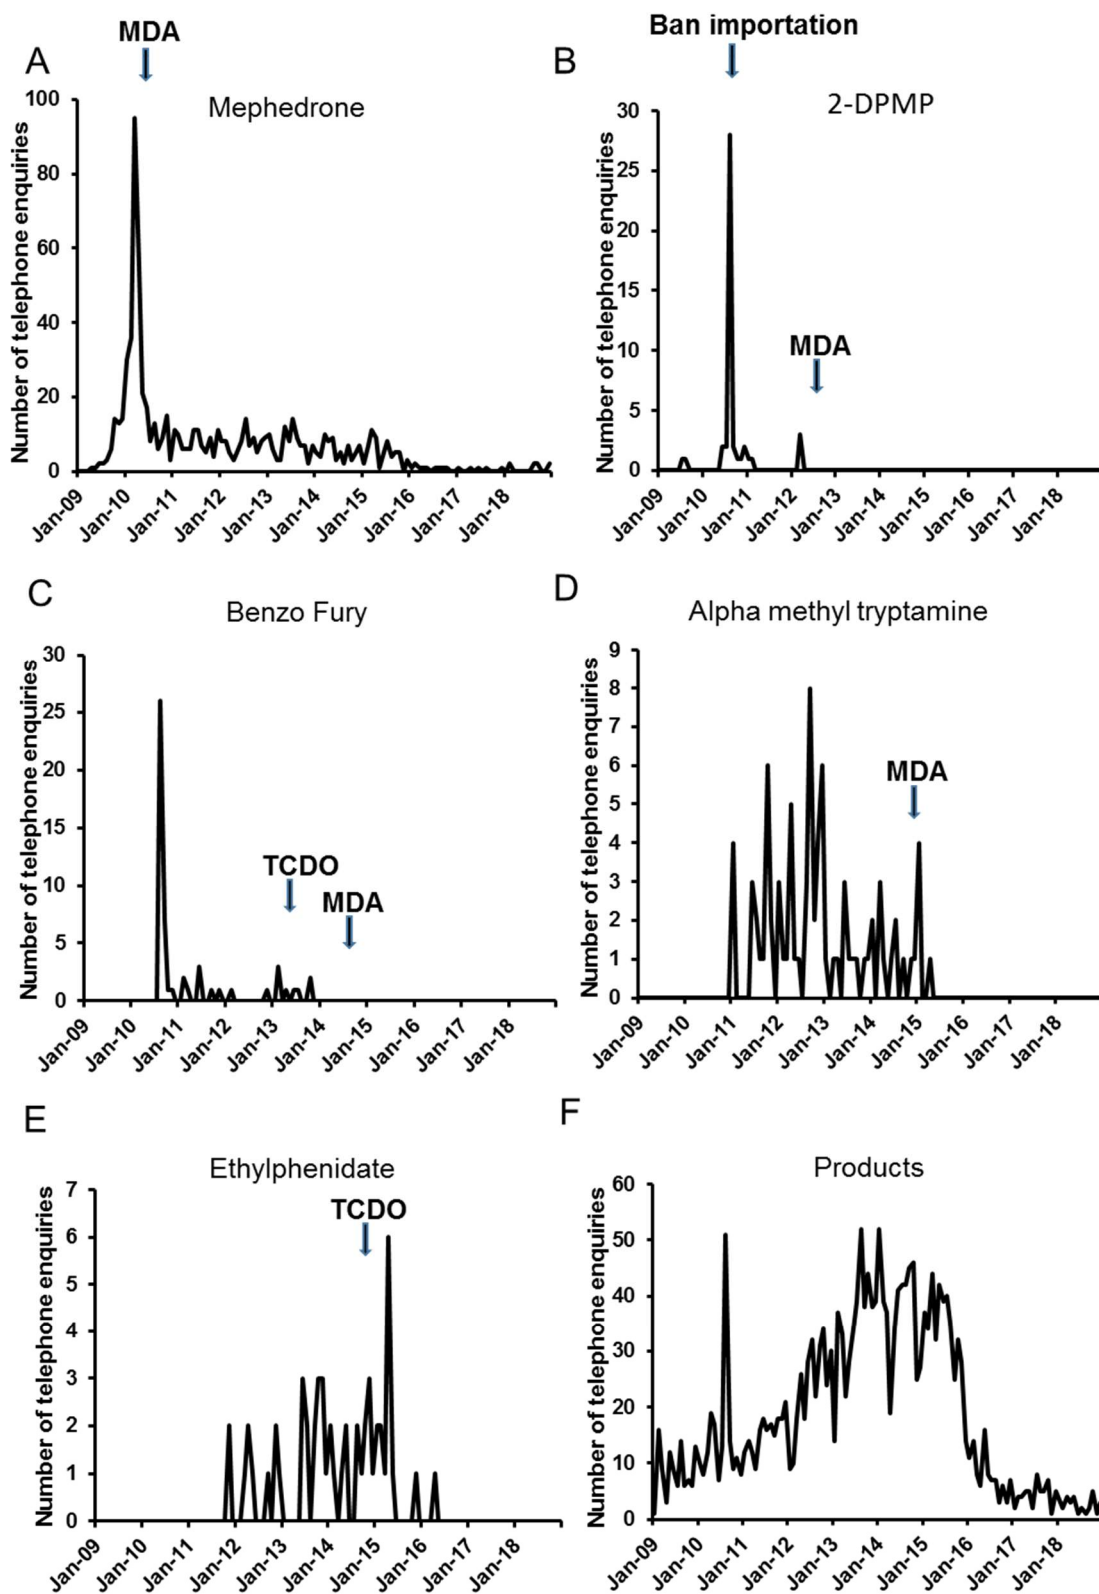 MDA
A
Mephedrone
Number of telephone enquiries
100
80
60
40
20
0
Jan-09
Jan-10
Jan-11
Jan-12
Jan-13
Jan-14
Jan-15
Jan-16
Jan-17
Jan-18
Ban importation
B
2-DPMP
Number of telephone enquiries
30
25
20
15
10
5
0
MDA
Jan-09
Jan-10
Jan-11
Jan-12
Jan-13
Jan-14
Jan-15
Jan-16
Jan-17
Jan-18
C
Benzo Fury
Number of telephone enquiries
30
25
20
15
10
5
0
TCDO
MDA
Jan-09
Jan-10
Jan-11
Jan-12
Jan-13
Jan-14
Jan-15
Jan-16
Jan-17
Jan-18
D
Alpha methyl tryptamine
Number of telephone enquiries
9
8
7
6
5
4
3
2
1
0
MDA
Jan-09
Jan-10
Jan-11
Jan-12
Jan-13
Jan-14
Jan-15
Jan-16
Jan-17
Jan-18
E
Ethylphenidate
Number of telephone enquiries
7
6
5
4
3
2
1
0
TCDO
Jan-09
Jan-10
Jan-11
Jan-12
Jan-13
Jan-14
Jan-15
Jan-16
Jan-17
Jan-18
F
Products
Number of telephone enquiries
60
50
40
30
20
10
0
Jan-09
Jan-10
Jan-11
Jan-12
Jan-13
Jan-14
Jan-15
Jan-16
Jan-17
Jan-18